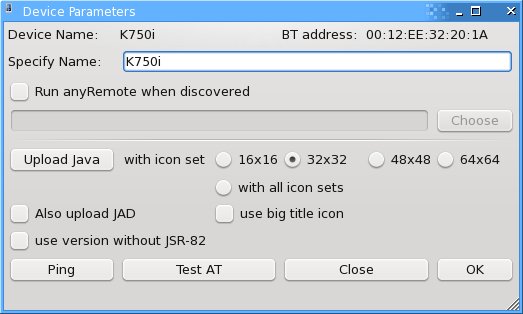 Device Parameters
Device Name: K750i BT address: 00:12:EE:32:20:1A
Specify Name: K750i
Run anyRemote when discovered
Choose
Upload Java with icon set 16x16 32x32 48x48 64x64
with all icon sets
Also upload JAD use big title icon
use version without JSR-82
Ping Test AT Close OK